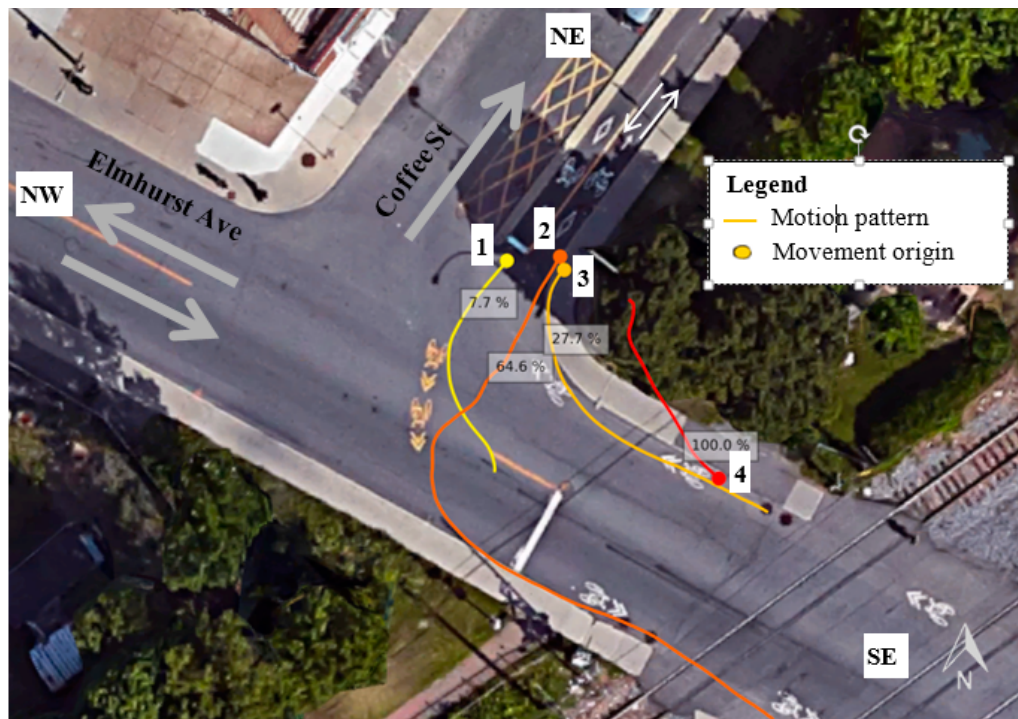 NE
Coffee St
Elmhurst Ave
NW
Legend
Motion pattern
Movement origin
1
2
3
7.7 %
27.7 %
64.6 %
100.0 %
4
SE
N